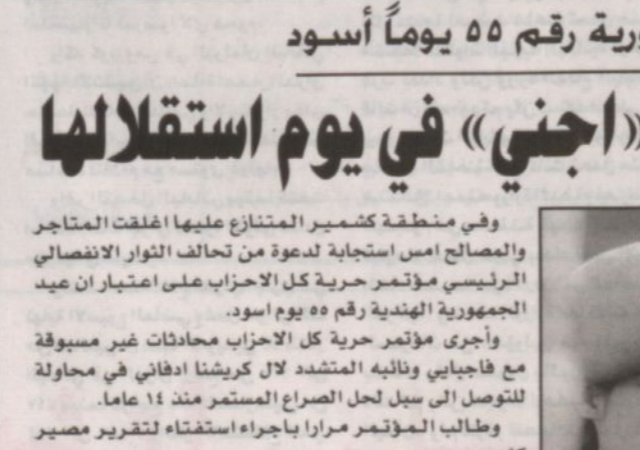 رقم ٥٥ يوماً أسود
«اجني» في يوم استقلالها
وفي منطقة كشمير المتنازع عليها اغلقت المتاجر
والمصالح امس استجابة لدعوة من تحالف الثوار الانفصالي
الرئيسي مؤتمر حرية كل الاحزاب على اعتبار ان عيد
الجمهورية الهندية رقم ٥٥ يوم اسود.
وأجرى مؤتمر حرية كل الاحزاب محادثات غير مسبوقة
مع فاجبايي ونائبه المتشدد لال كريشنا ادفاني في محاولة
للتوصل إلى سبل لحل الصراع المستمر منذ ١٤ عاما.
وطالب المؤتمر مرارا باجراء استفتاء لتقرير مصير